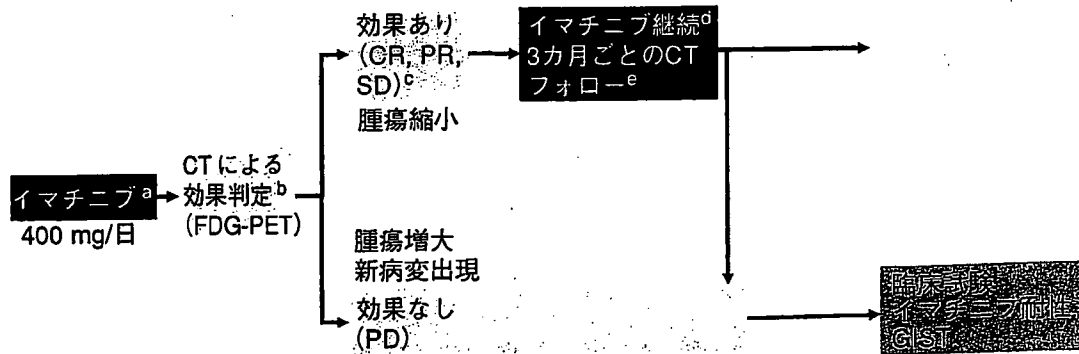 イマチニブa
400 mg/日
CTによる
効果判定b
(FDG-PET)
効果あり
(CR, PR,
SD)c
腫瘍縮小
イマチニブ継続d
3カ月ごとのCT
フォローe
腫瘍増大
新病変出現
効果なし
(PD)
臨床試験
イマチニブ耐性
GIST